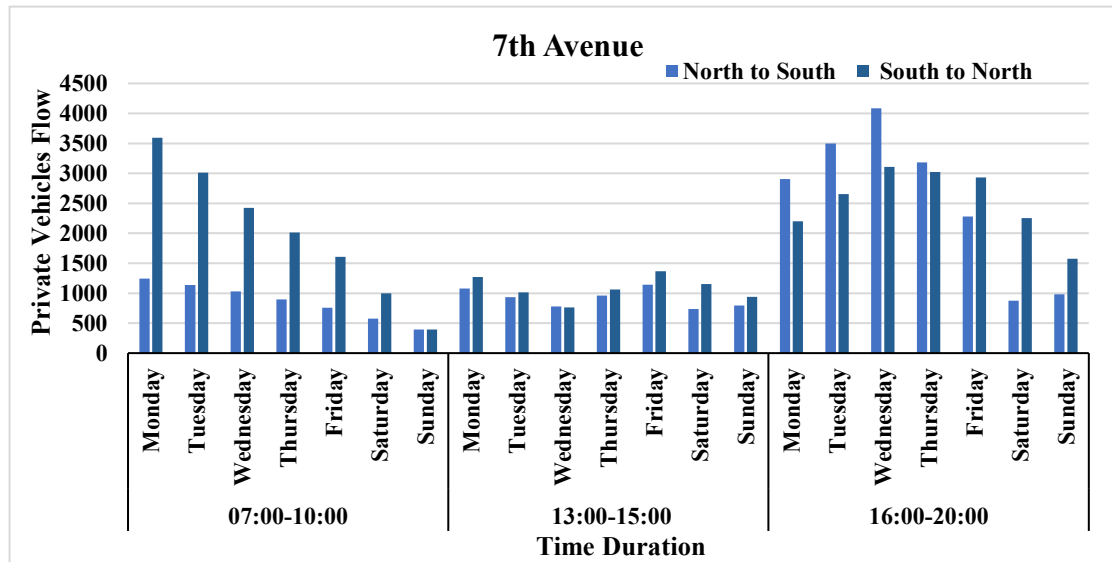 7th Avenue
North to South South to North
Private Vehicles Flow
4500
4000
3500
3000
2500
2000
1500
1000
500
0
Monday Tuesday Wednesday Thursday Friday Saturday Sunday Monday Tuesday Wednesday Thursday Friday Saturday Sunday Monday Tuesday Wednesday Thursday Friday Saturday Sunday
07:00-10:00 13:00-15:00 16:00-20:00
Time Duration